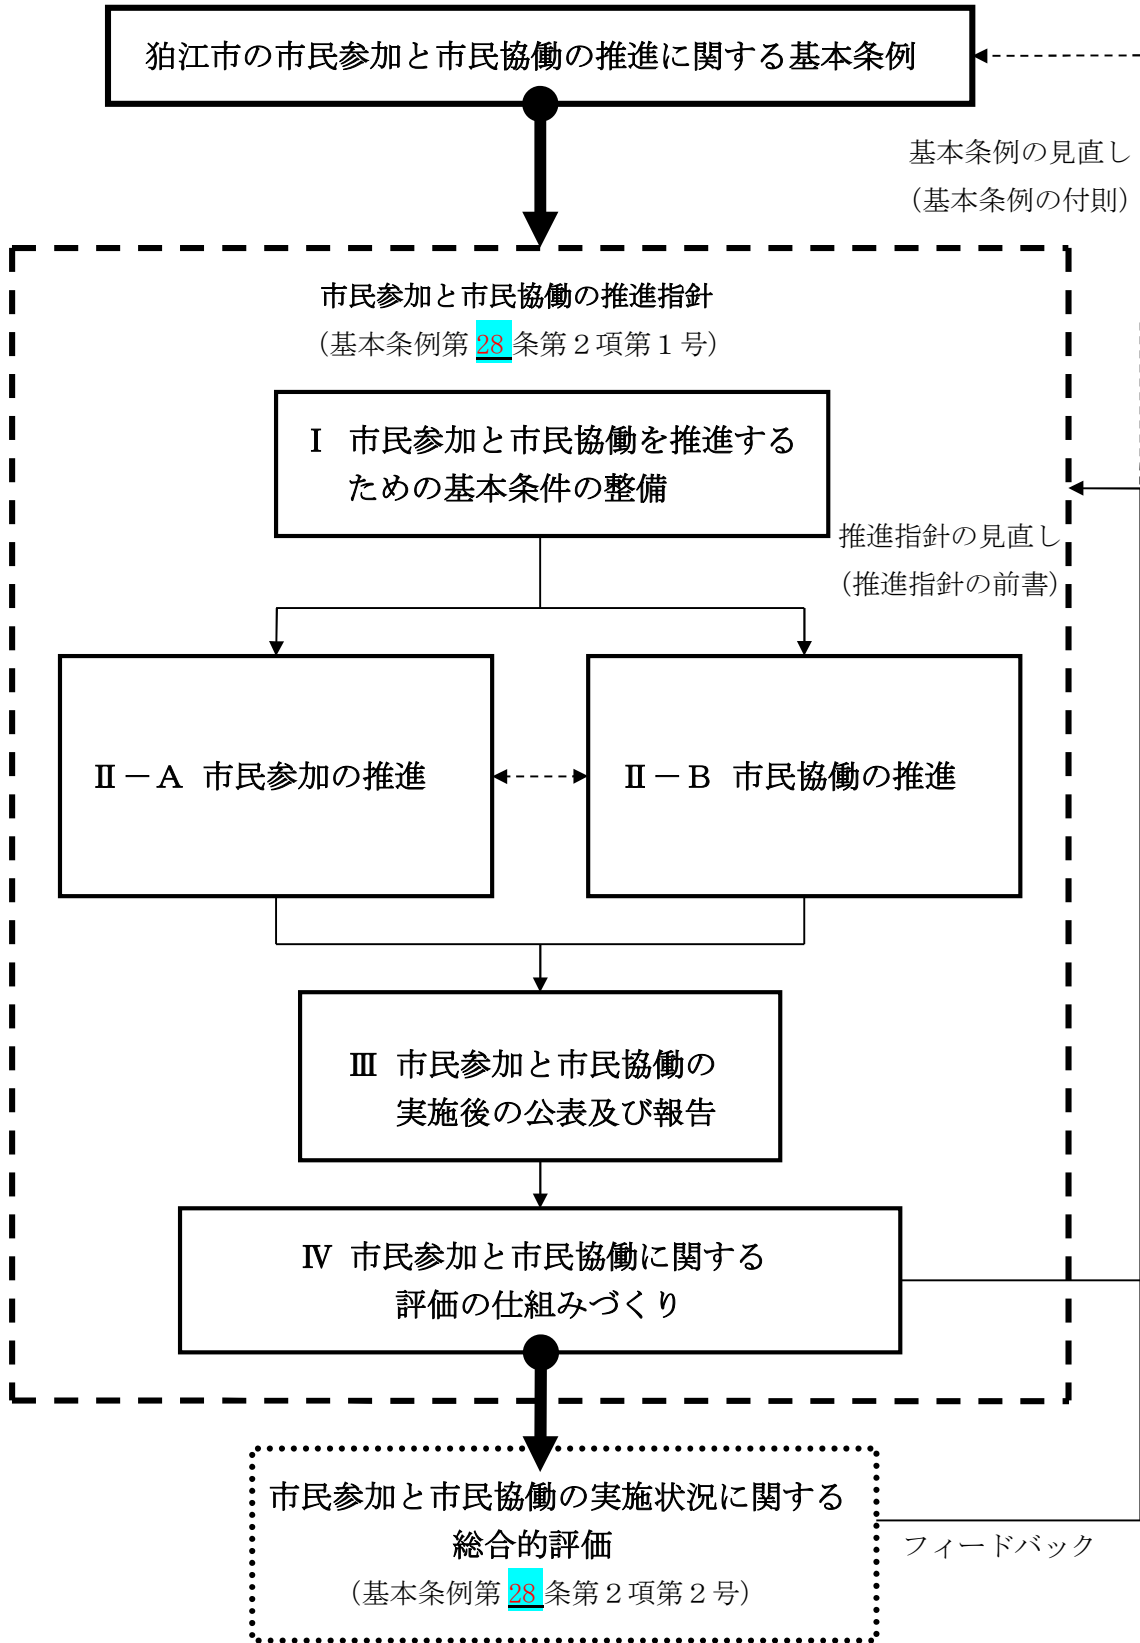 狛江市の市民参加と市民協働の推進に関する基本条例
基本条例の見直し
（基本条例の付則）
市民参加と市民協働の推進指針
（基本条例第28条第２項第１号）
Ⅰ 市民参加と市民協働を推進する
ための基本条件の整備
推進指針の見直し
（推進指針の前書）
Ⅱ－Ａ 市民参加の推進
Ⅱ－Ｂ 市民協働の推進
Ⅲ 市民参加と市民協働の
実施後の公表及び報告
Ⅳ 市民参加と市民協働に関する
評価の仕組みづくり
市民参加と市民協働の実施状況に関する
総合的評価
（基本条例第28条第２項第２号）
フィードバック